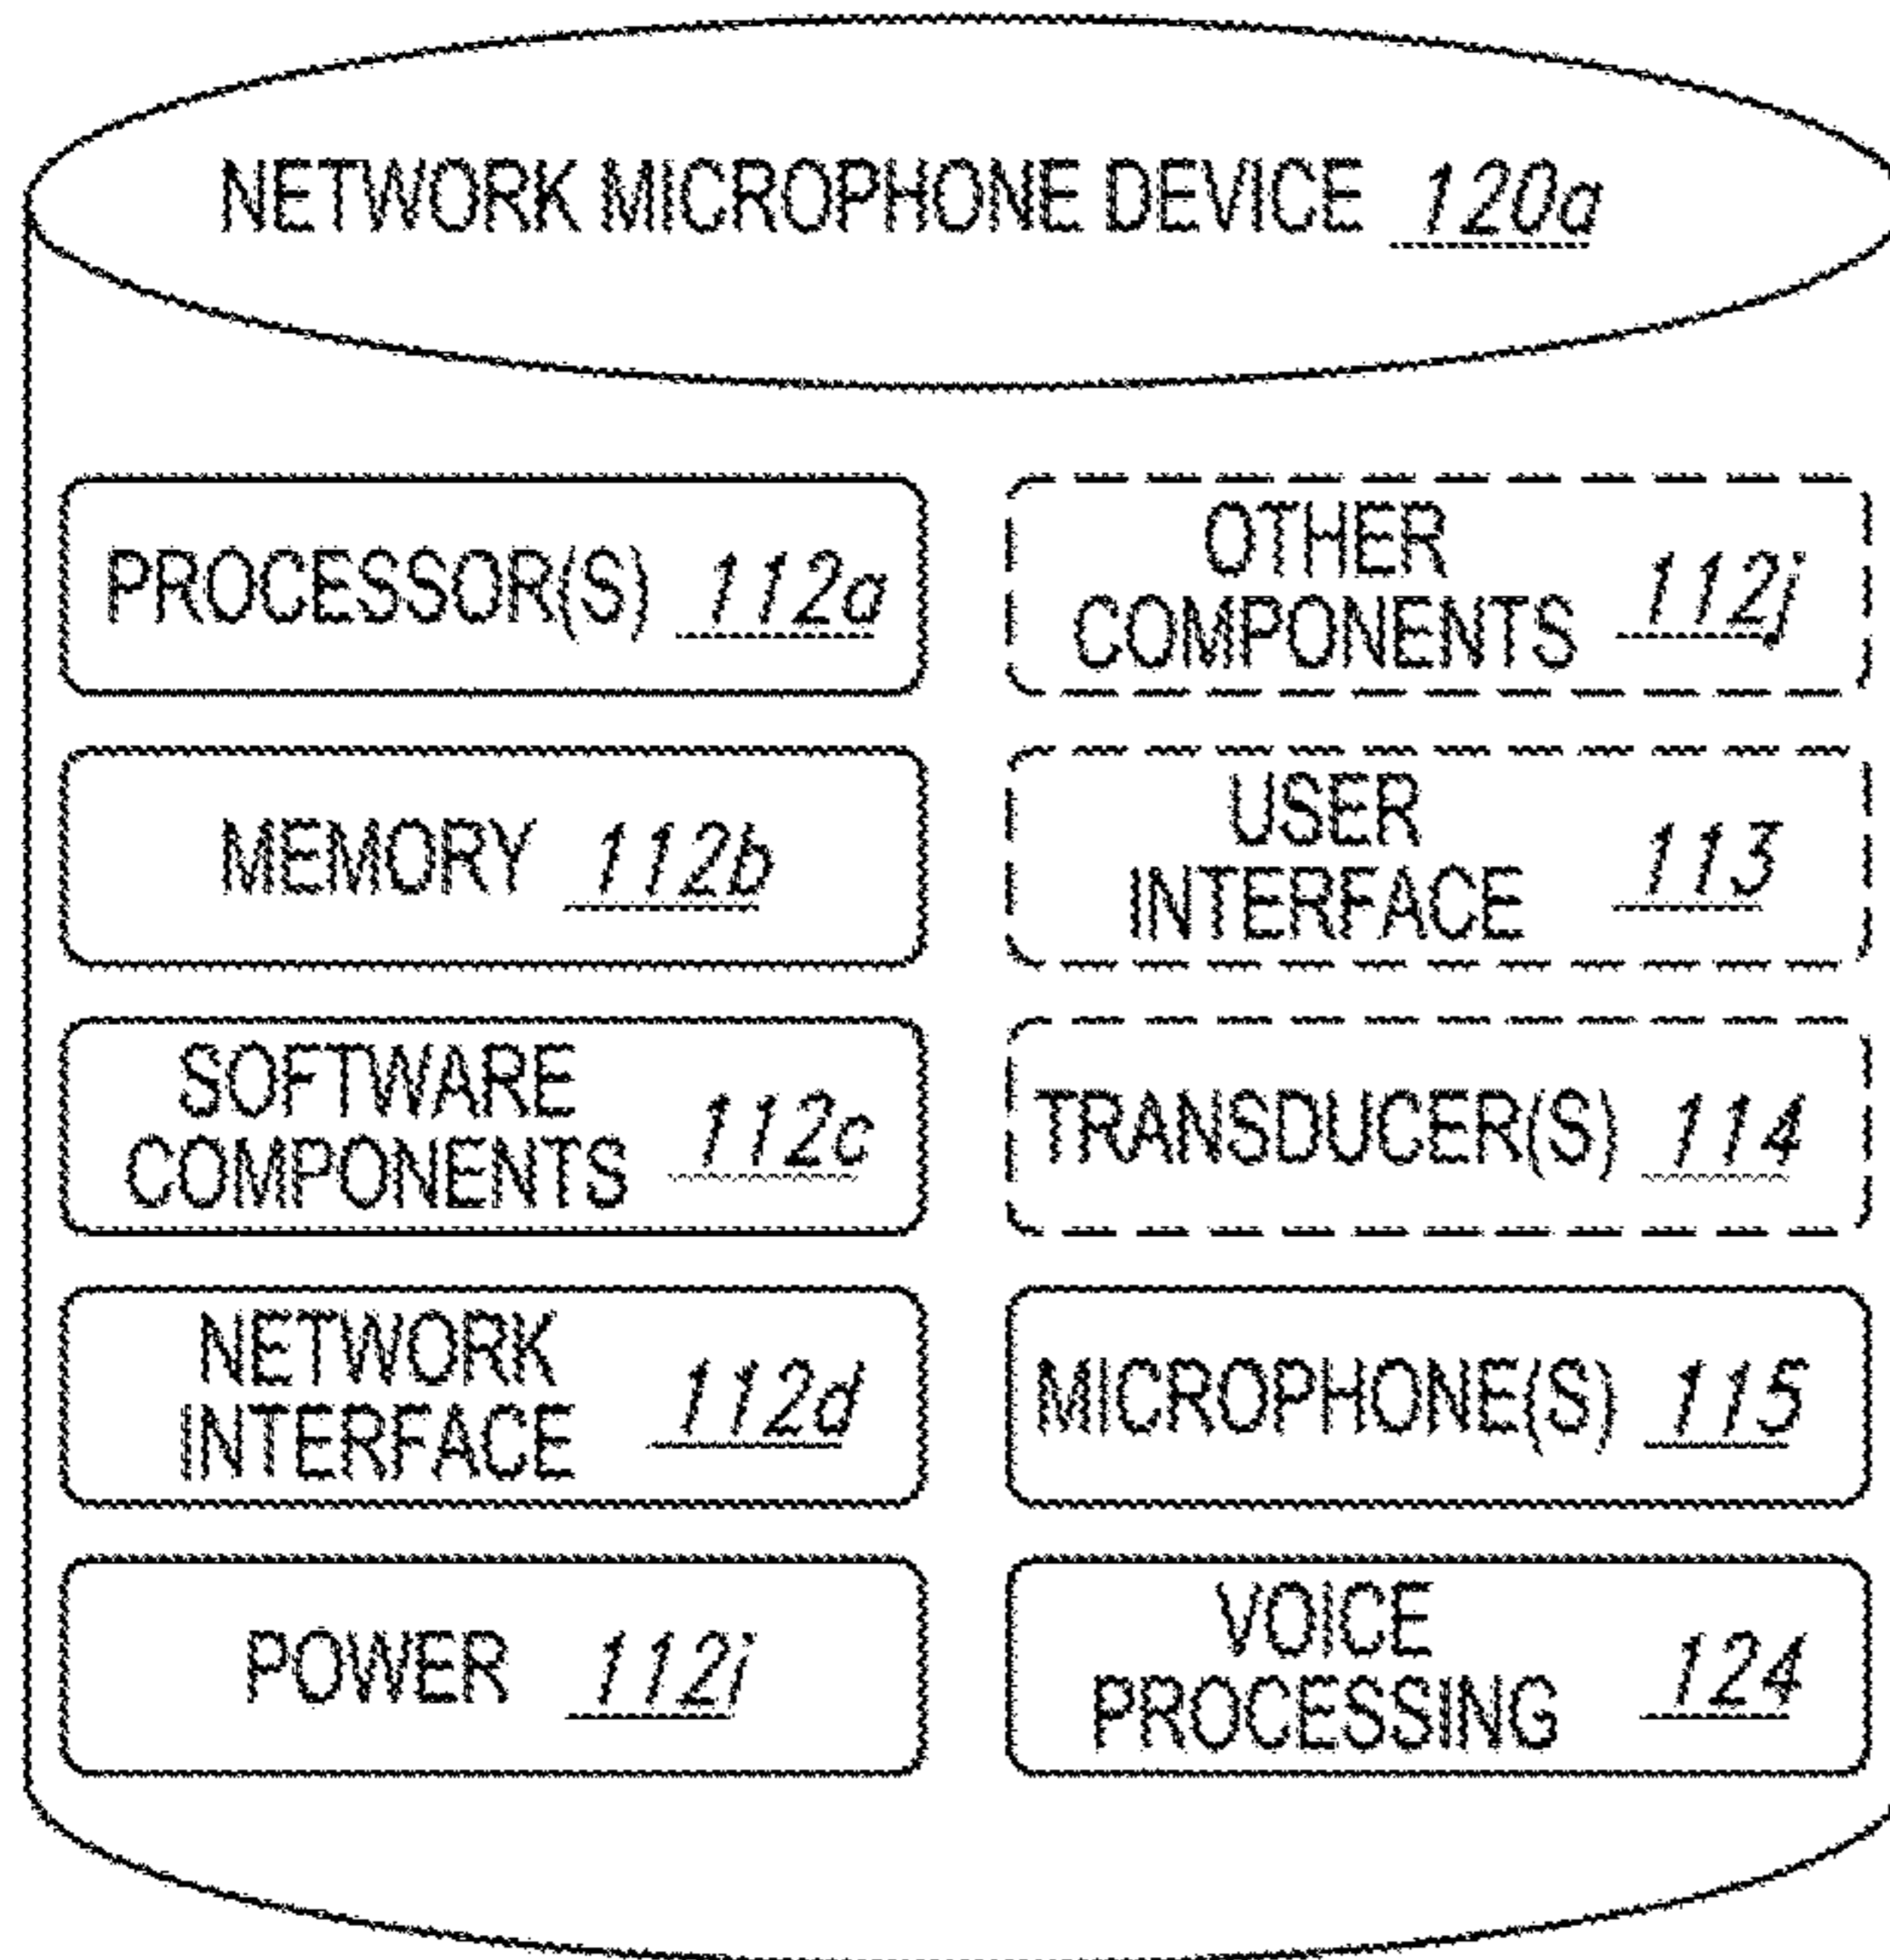 NETWORK MICROPHONE DEVICE 120a
PROCESSOR(S) 112a
MEMORY 112b
SOFTWARE
COMPONENTS 112c
NETWORK
INTERFACE 112d
POWER 112i
OTHER
COMPONENTS 112j
USER
INTERFACE 113
TRANSDUCER(S) 114
MICROPHONE(S) 115
VOICE
PROCESSING 124